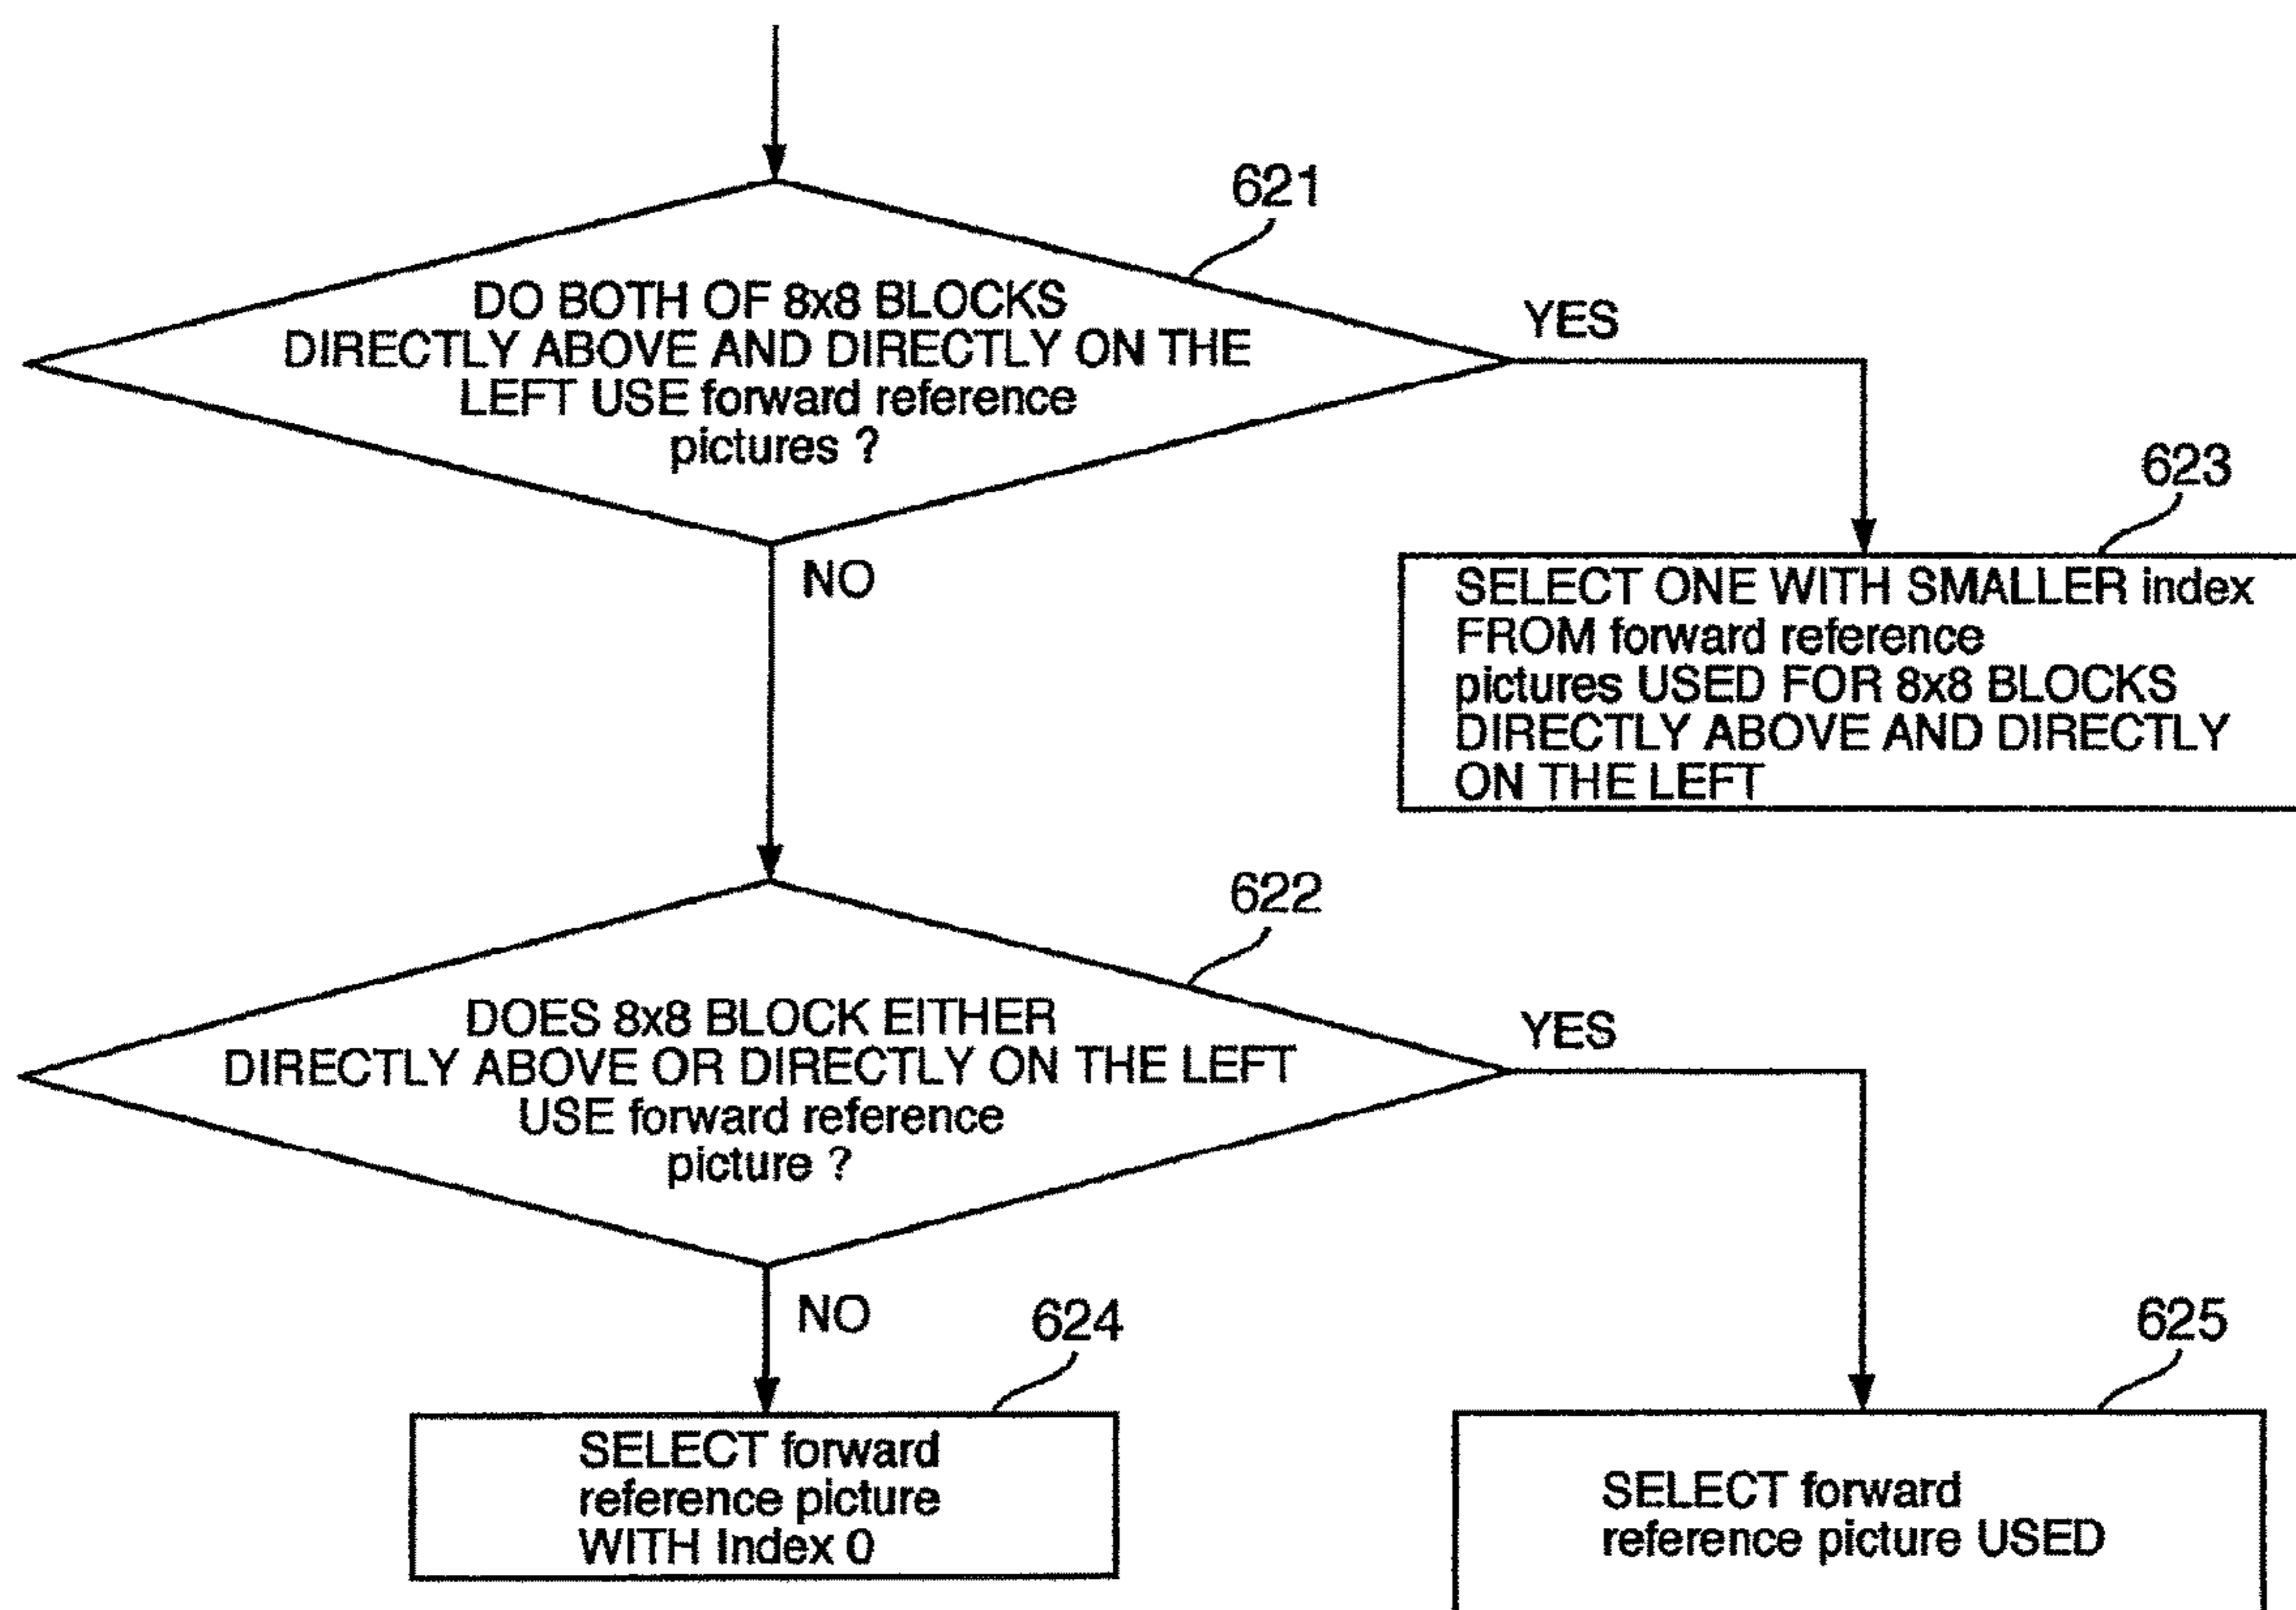 621
DO BOTH OF 8x8 BLOCKS
DIRECTLY ABOVE AND DIRECTLY ON THE
LEFT USE forward reference
pictures ?
YES
NO
623
SELECT ONE WITH SMALLER index
FROM forward reference
pictures USED FOR 8x8 BLOCKS
DIRECTLY ABOVE AND DIRECTLY
ON THE LEFT
622
DOES 8x8 BLOCK EITHER
DIRECTLY ABOVE OR DIRECTLY ON THE LEFT
USE forward reference
picture ?
YES
NO
624
SELECT forward
reference picture
WITH Index 0
625
SELECT forward
reference picture USED